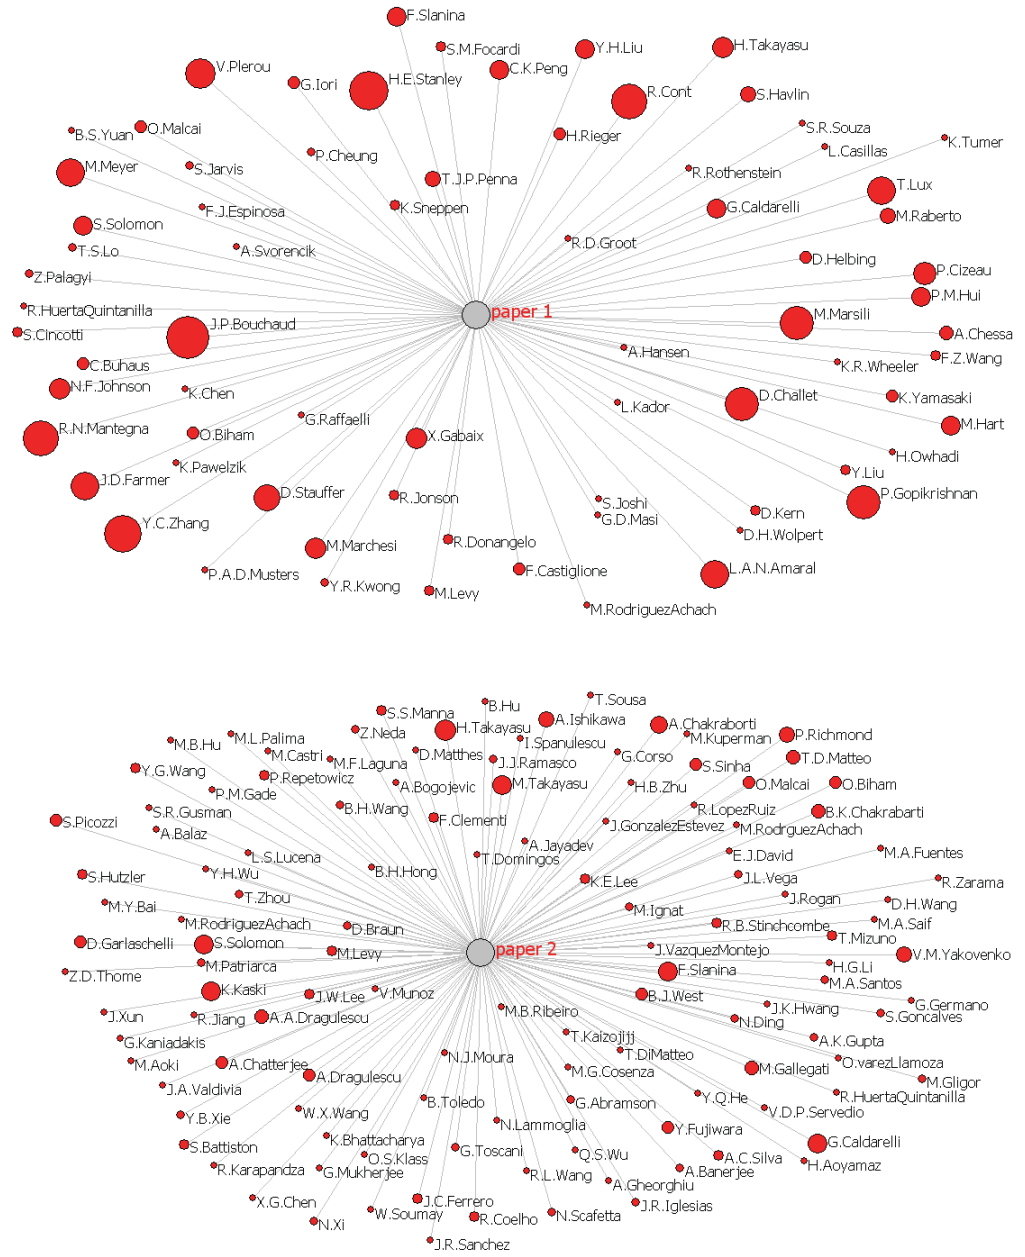 F.Slanina
S.M.Focardi
Y.H.Liu
H.Takayasu
V.Plerou
G.Iori
H.E.Stanley
C.K.Peng
R.Cont
S.Havlin
B.S.Yuan
O.Malcai
H.Rieger
S.R.Souza
K.Tumer
P.Cheung
L.Casillas
M.Meyer
S.Jarvis
T.J.P.Penna
R.Rothenstein
T.Lux
F.J.Espinosa
K.Sneppen
G.Caldarelli
M.Raberto
S.Solomon
T.S.Lo
A.Svorencik
R.D.Groot
D.Helbing
Z.Palagyi
P.Cizeau
P.M.Hui
R.HuertaQuintanilla
paper 1
M.Marsili
S.Cincotti
J.P.Bouchaud
A.Chessa
A.Hansen
F.Z.Wang
C.Buhaus
K.R.Wheeler
N.F.Johnson
K.Chen
D.Challet
K.Yamasaki
G.Raffaelli
L.Kador
M.Hart
R.N.Mantegna
O.Biham
X.Gabaix
H.Owhadi
K.Pawelzik
Y.Liu
J.D.Farmer
D.Stauffer
R.Jonson
S.Joshi
P.Gopikrishnan
G.D.Masi
D.Kern
Y.C.Zhang
D.H.Wolpert
M.Marchesi
R.Donangelo
P.A.D.Musters
F.Castiglione
L.A.N.Amaral
Y.R.Kwong
M.Levy
M.RodriguezAchach
B.Hu
T.Sousa
S.S.Manna
A.Ishikawa
A.Chakraborti
Z.Neda
H.Takayasu
M.Kuperman
P.Richmond
M.L.Palima
M.B.Hu
I.Spanulescu
M.Castri
D.Matthes
G.Corso
T.D.Matteo
M.F.Laguna
J.J.Ramasco
S.Sinha
Y.G.Wang
P.Repetowicz
A.Bogojevic
M.Takayasu
H.B.Zhu
O.Malcai
O.Biham
P.M.Gade
S.R.Gusman
B.H.Wang
R.LopezRuiz
B.K.Chakrabarti
S.Picozzi
A.Balaz
F.Clementi
J.GonzalezEstevez
M.RodrguezAchach
A.Jayadev
L.S.Lucena
T.Domingos
E.J.David
M.A.Fuentes
Y.H.Wu
B.H.Hong
S.Hutzler
K.E.Lee
J.L.Vega
R.Zarama
T.Zhou
J.Rogan
M.Y.Bai
M.Ignat
D.H.Wang
M.RodriguezAchach
D.Braun
R.B.Stinchcombe
M.A.Saif
T.Mizuno
D.Garlaschelli
S.Solomon
M.Levy
paper 2
J.VazquezMontejo
V.M.Yakovenko
Z.D.Thome
M.Patriarca
F.Slanina
H.G.Li
M.A.Santos
K.Kaski
J.W.Lee
V.Munoz
B.J.West
G.Germano
J.Xun
R.Jiang
A.A.Dragulescu
M.B.Ribeiro
J.K.Hwang
S.Goncalves
N.Ding
G.Kaniadakis
T.Kaizojijj
A.K.Gupta
M.Aoki
A.Chatterjee
N.J.Moura
T.DiMatteo
O.varezLlamoza
M.G.Cosenza
M.Gallegati
J.A.Valdivia
A.Dragulescu
M.Gligor
B.Toledo
G.Abramson
Y.Q.He
R.HuertaQuintanilla
Y.B.Xie
W.X.Wang
V.D.P.Servedio
N.Lammoglia
Y.Fujiwara
S.Battiston
K.Bhattacharya
G.Toscani
Q.S.Wu
G.Caldarelli
O.S.Klass
A.C.Silva
R.Karapandza
G.Mukherjee
R.L.Wang
A.Banerjee
H.Aoyamaz
A.Gheorghiu
X.G.Chen
W.Soumay
J.C.Ferrero
J.R.Iglesias
N.Xi
R.Coelho
N.Scafetta
J.R.Sanchez